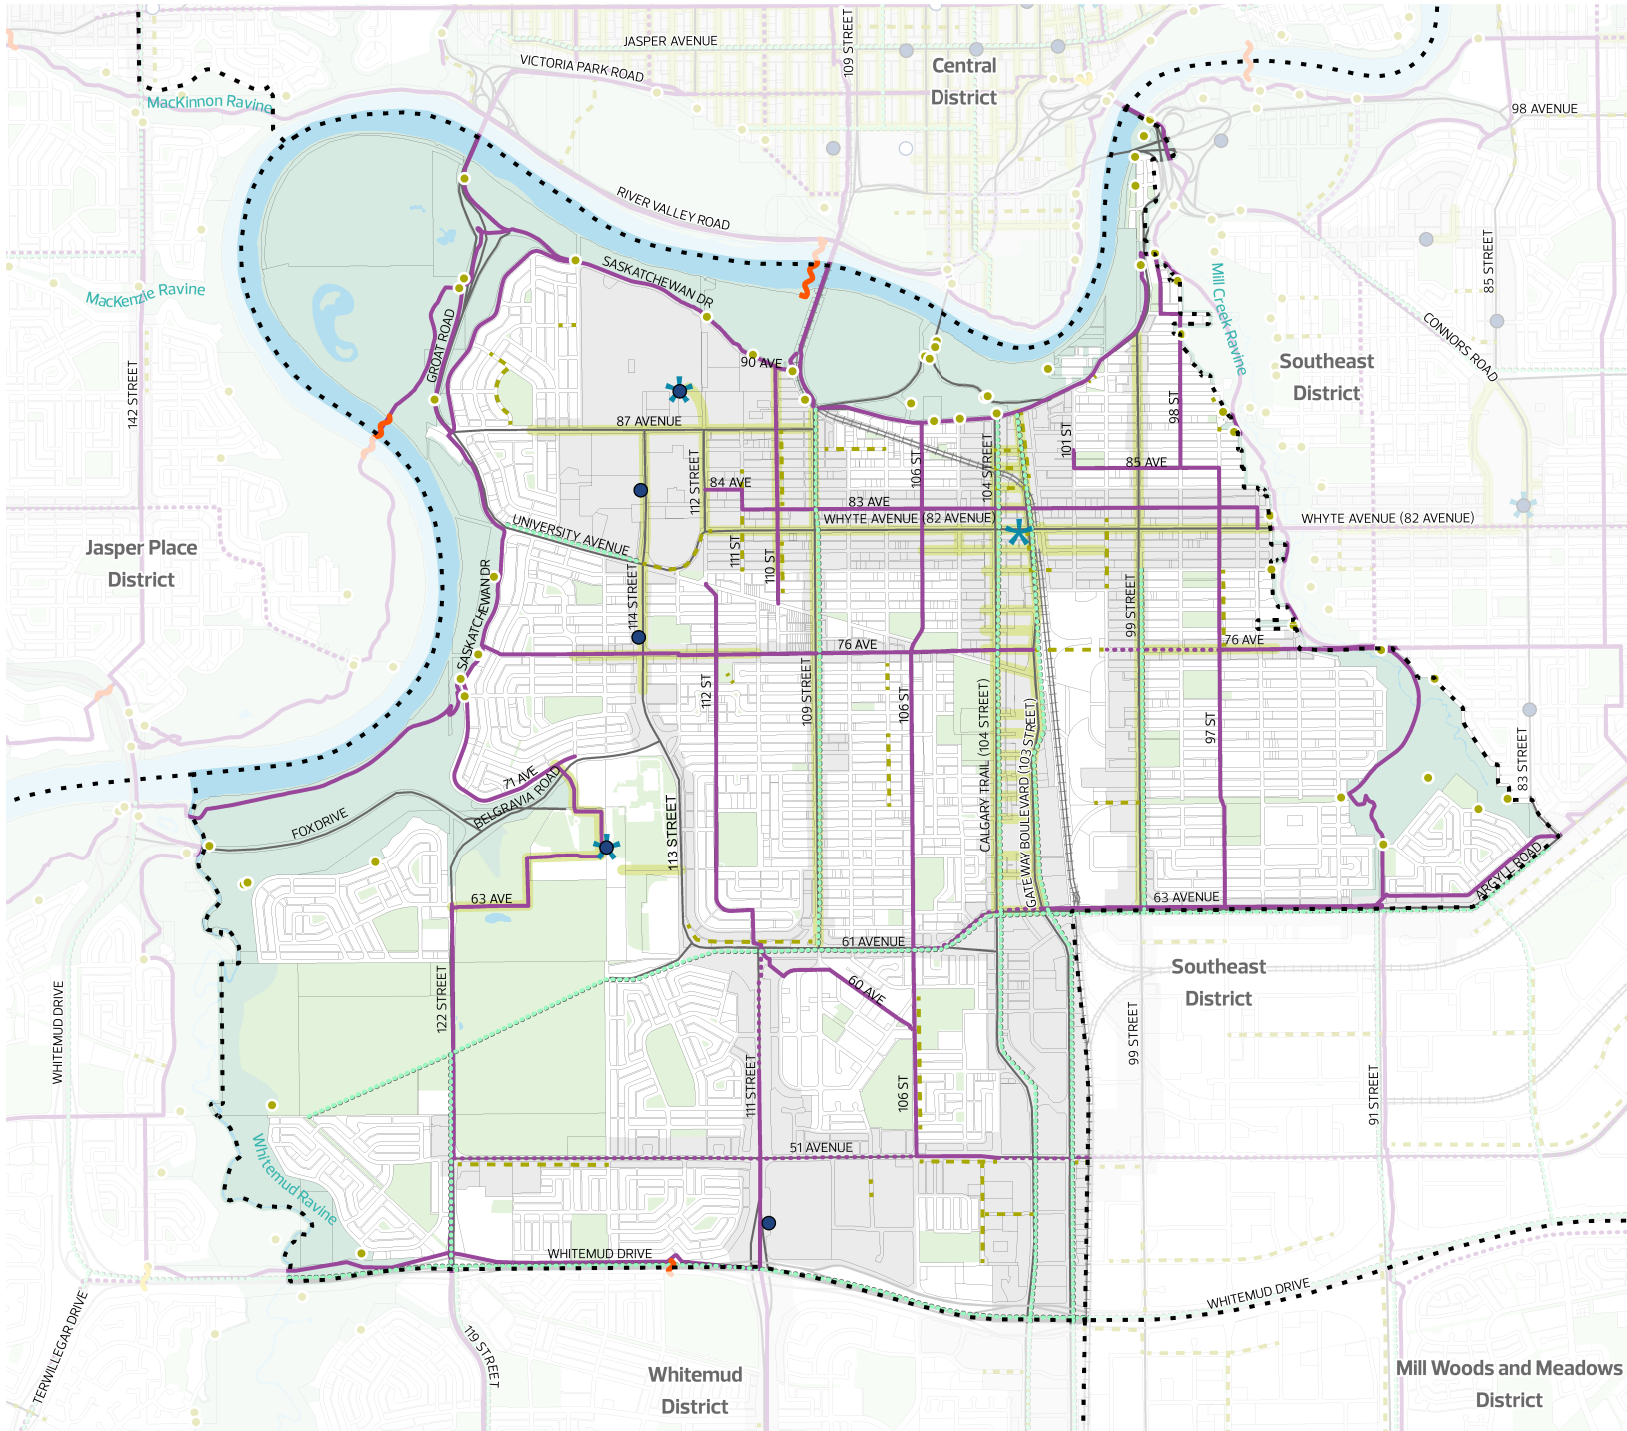 JASPER AVENUE
109 STREET
Central
District
VICTORIA PARK ROAD
MacKinnon Ravine
98 AVENUE
RIVER VALLEY ROAD
85 STREET
SASKATCHEWAN DR
Mill Creek Ravine
MacKenzie Ravine
GROAT ROAD
CONNORS ROAD
142 STREET
90 AVE
Southeast
District
98 ST
87 AVENUE
101 ST
106 ST
104 STREET
112 STREET
85 AVE
84 AVE
83 AVE
WHYTE AVENUE (82 AVENUE)
WHYTE AVENUE (82 AVENUE)
UNIVERSITY AVENUE
111 ST
110 ST
Jasper Place
District
114 STREET
99 STREET
SASKATCHEWAN DR
76 AVE
76 AVE
112 ST
109 STREET
106 ST
97 ST
CALGARY TRAIL (104 STREET)
GATEWAY BOULEVARD (103 STREET)
83 STREET
71 AVE
BELGRAVIA ROAD
FOX DRIVE
113 STREET
ARGYLL ROAD
63 AVE
63 AVENUE
61 AVENUE
Southeast
District
60 AVE
122 STREET
WHITEMUD DRIVE
99 STREET
111 STREET
106 ST
91 STREET
51 AVENUE
Whitemud Ravine
WHITEMUD DRIVE
WHITEMUD DRIVE
TERWILLEGAR DRIVE
119 STREET
Whitemud
District
Mill Woods and Meadows
District